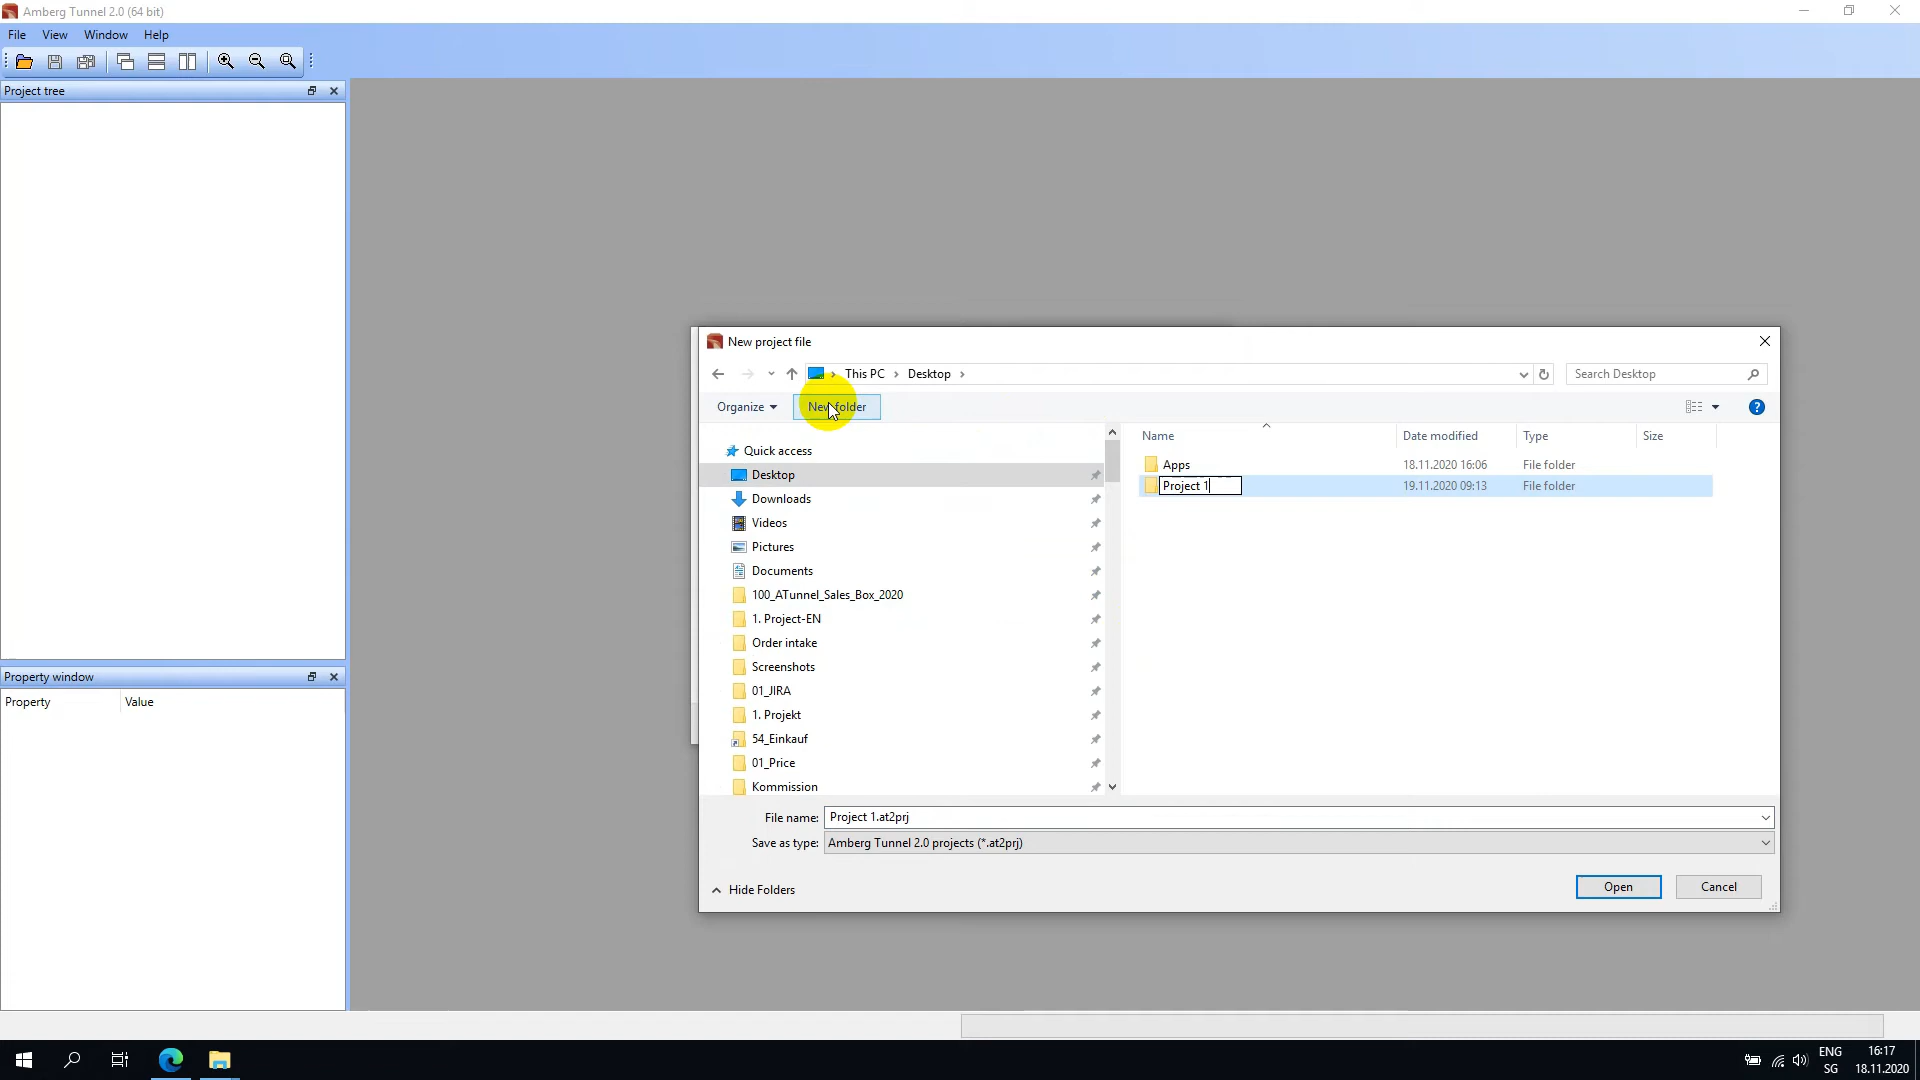 Amberg Tunnel 2.0 (64 bit)
File View Window Help
Project tree
Property window
Property Value
New project file
This PC Desktop
Search Desktop
Organize New folder
Name Date modified Type Size
Quick access
Desktop
Downloads
Videos
Pictures
Documents
100_ATunnel_Sales_Box_2020
1. Project-EN
Order intake
Screenshots
01_JIRA
1. Projekt
54_Einkauf
01_Price
Kommission
Apps 18.11.2020 16:06 File folder
Project 1 19.11.2020 09:13 File folder
File name: Project 1.at2prj
Save as type: Amberg Tunnel 2.0 projects (*.at2prj)
Hide Folders
Open Cancel
ENG
SG
16:17
18.11.2020